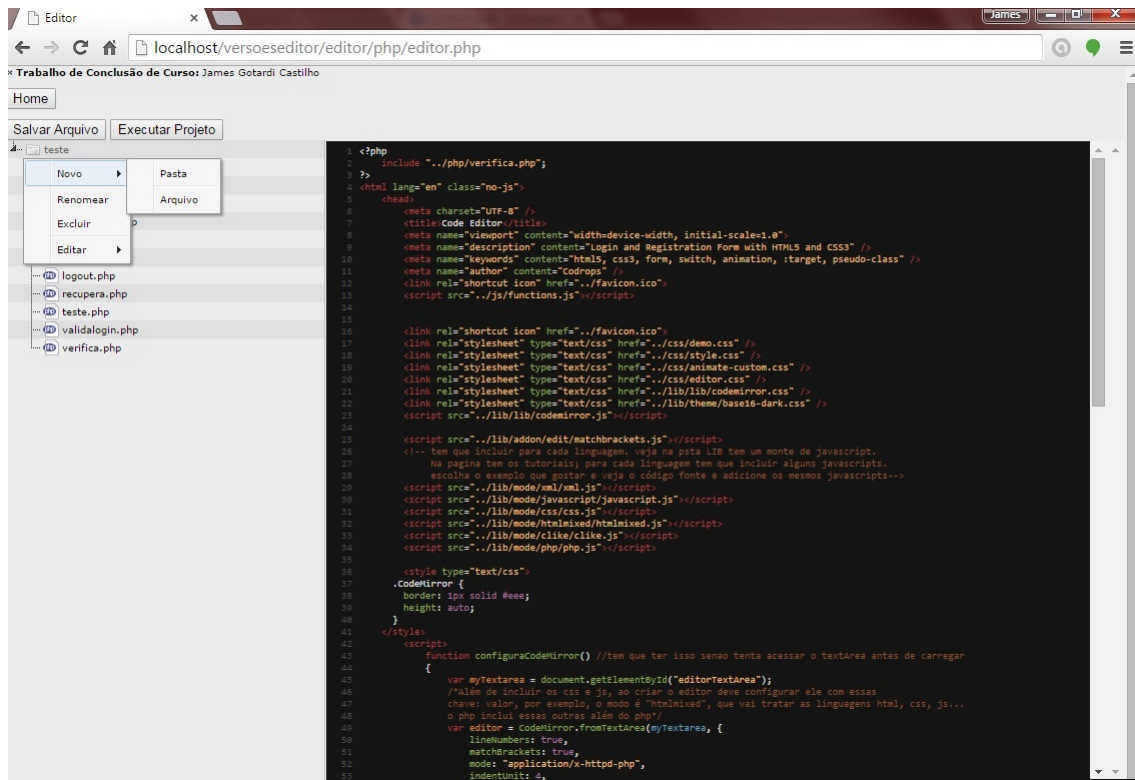 Editor
James
localhost/versoeseditor/editor/php/editor.php
* Trabalho de Conclusão de Curso: James Gotardi Castilho
Home
Salvar Arquivo Executar Projeto
teste
Novo
Pasta
Renomear
Arquivo
Excluir
Editar
logout.php
recupera.php
teste.php
validalogin.php
verifica.php
1 <?php
2 include "../php/verifica.php";
3 ?>
4 <html lang="en" class="no-js">
5 <head>
6 <meta charset="UTF-8" />
7 <title>Code Editor</title>
8 <meta name="viewport" content="width=device-width, initial-scale=1.0">
9 <meta name="description" content="Login and Registration Form with HTML5 and CSS3" />
10 <meta name="keywords" content="html5, css3, form, switch, animation, :target, pseudo-class" />
11 <meta name="author" content="Codrops" />
12 <link rel="shortcut icon" href="../favicon.ico">
13 <script src="../js/functions.js"></script>
14
15
16 <link rel="shortcut icon" href="../favicon.ico">
17 <link rel="stylesheet" type="text/css" href="../css/demo.css" />
18 <link rel="stylesheet" type="text/css" href="../css/style.css" />
19 <link rel="stylesheet" type="text/css" href="../css/animate-custom.css" />
20 <link rel="stylesheet" type="text/css" href="../css/editor.css" />
21 <link rel="stylesheet" type="text/css" href="../lib/lib/codemirror.css" />
22 <link rel="stylesheet" type="text/css" href="../lib/theme/base16-dark.css" />
23 <script src="../lib/lib/codemirror.js"></script>
24
25 <script src="../lib/addon/edit/matchbrackets.js"></script>
26 <!-- tem que incluir para cada linguagem. veja na psta LIB tem um monte de javascript.
27 Na pagina tem os tutoriais; para cada linguagem tem que incluir alguns javascripts.
28 escolha o exemplo que gostar e veja o código fonte e adicione os mesmos javascripts-->
29 <script src="../lib/mode/xml/xml.js"></script>
30 <script src="../lib/mode/javascript/javascript.js"></script>
31 <script src="../lib/mode/css/css.js"></script>
32 <script src="../lib/mode/htmlmixed/htmlmixed.js"></script>
33 <script src="../lib/mode/clike/clike.js"></script>
34 <script src="../lib/mode/php/php.js"></script>
35
36 <style type="text/css">
37 .CodeMirror {
38 border: 1px solid #eee;
39 height: auto;
40 }
41 </style>
42 <script>
43 function configuraCodeMirror() //tem que ter isso senao tenta acessar o textArea antes de carregar
44 {
45 var myTextarea = document.getElementById("editorTextArea");
46 /*Além de incluir os css e js, ao criar o editor deve configurar ele com essas
47 chave: valor, por exemplo, o modo é "htmlmixed", que vai tratar as linguagens html, css, js...
48 o php inclui essas outras além do php*/
49 var editor = CodeMirror.fromTextArea(myTextarea, {
50 lineNumbers: true,
51 matchBrackets: true,
52 mode: "application/x-httpd-php",
53 indentUnit: 4,